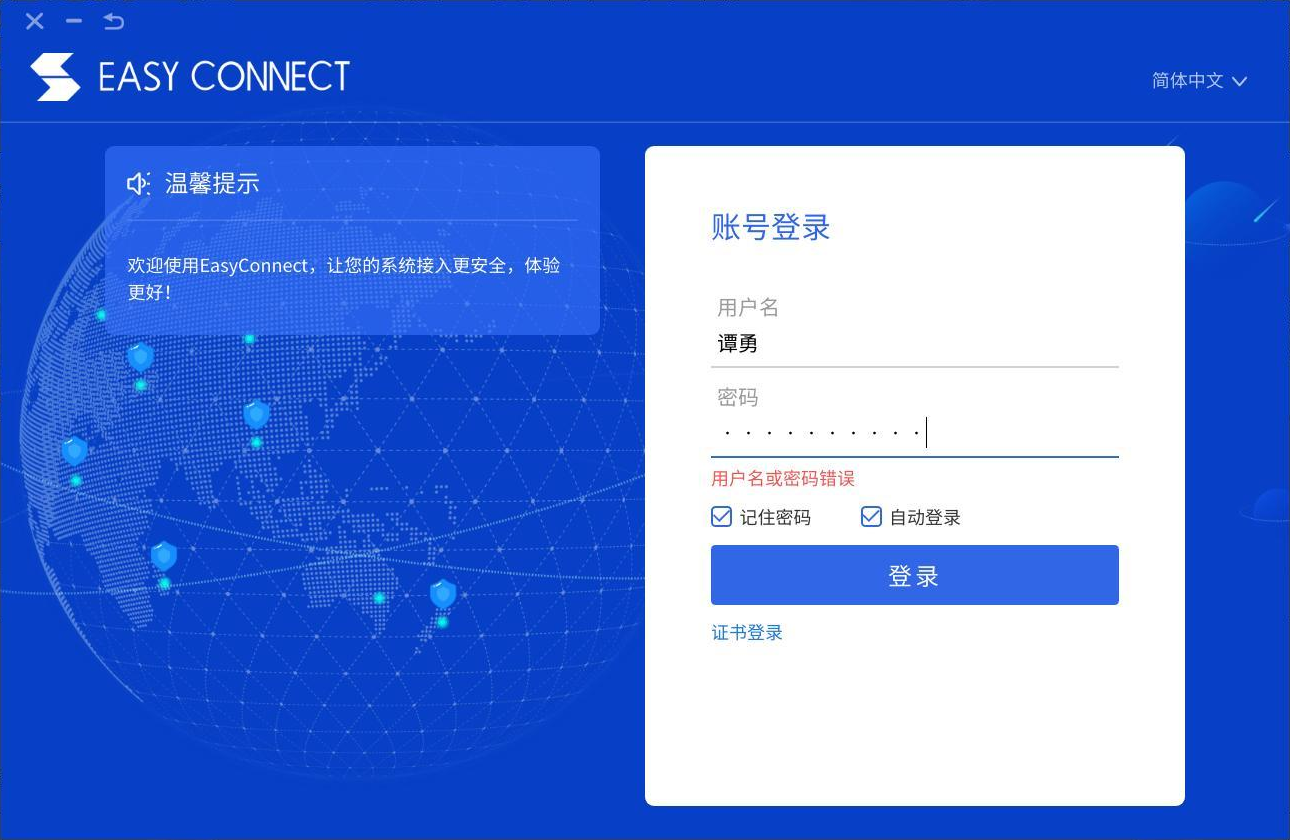 EASY CONNECT
简体中文
温馨提示
欢迎使用EasyConnect，让您的系统接入更安全，体验
更好！
账号登录
用户名
谭勇
密码
··········
用户名或密码错误
记住密码 自动登录
登录
证书登录